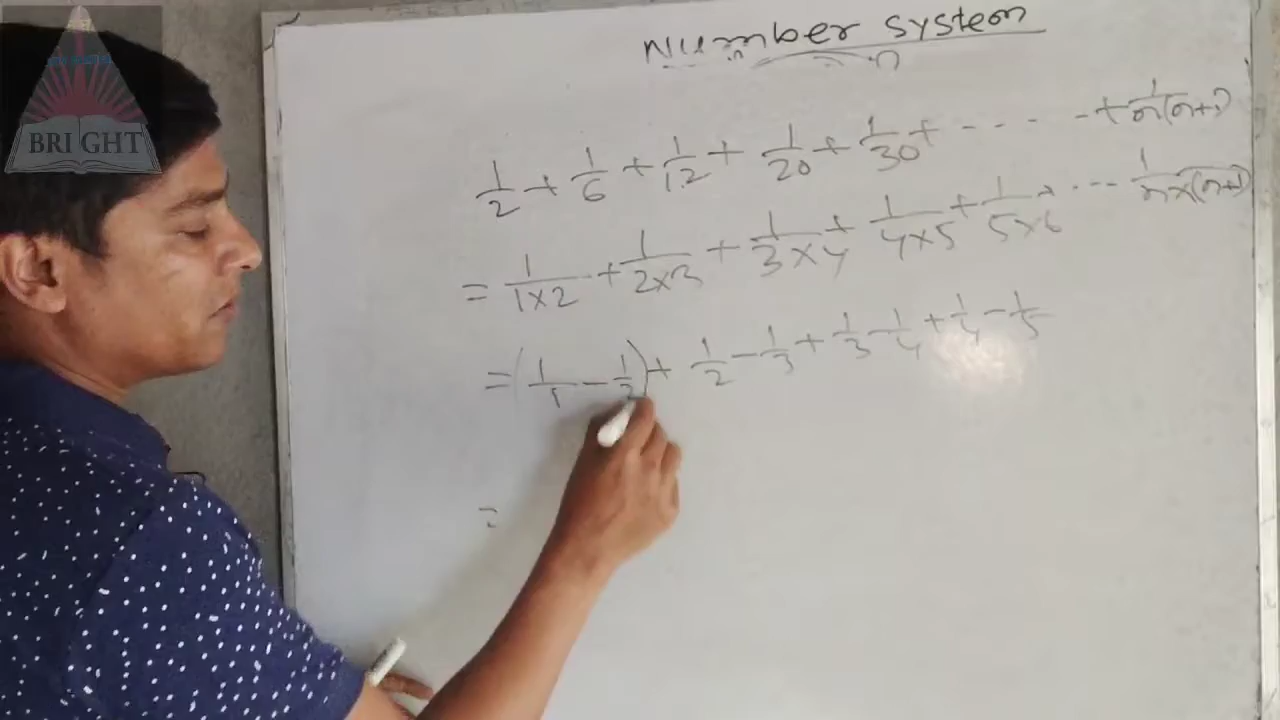 BRIGHT
Number system
1/2 + 1/6 + 1/12 + 1/20 + 1/30 + - - - - + 1/n(n+1)
= 1/1×2 + 1/2×3 + 1/3×4 + 1/4×5 + 1/5×6 + ... 1/n×(n+1)
= (1/1 - 1/2) + 1/2 - 1/3 + 1/3 - 1/4 + 1/4 - 1/5
=